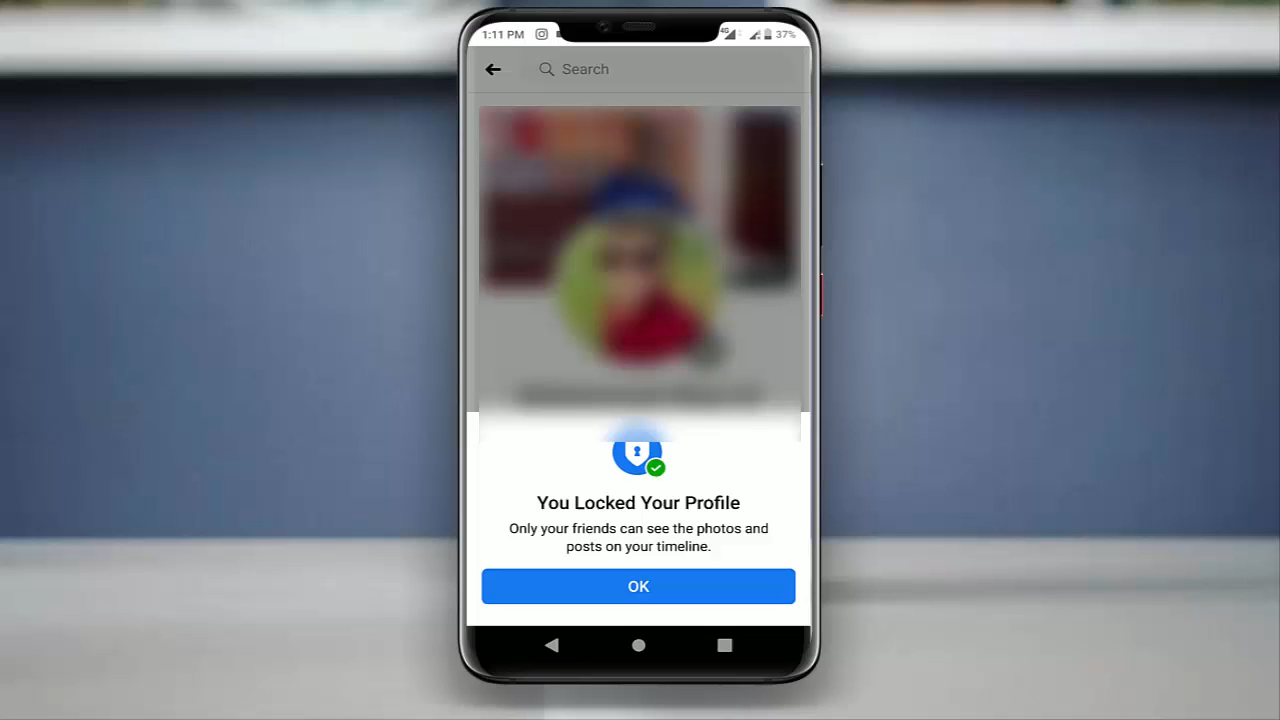 1:11 PM
4G
37%
Search
You Locked Your Profile
Only your friends can see the photos and
posts on your timeline.
OK